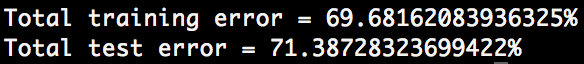 Total training error = 69.68162083936325%
Total test error = 71.38728323699422%